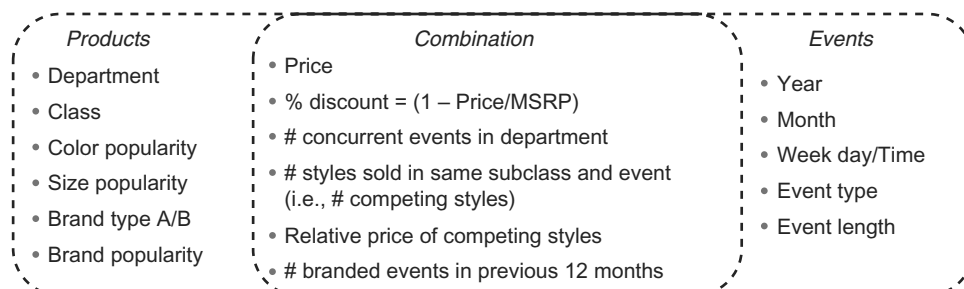 Products
• Department
• Class
• Color popularity
• Size popularity
• Brand type A/B
• Brand popularity
Combination
• Price
• % discount = (1 – Price/MSRP)
• # concurrent events in department
• # styles sold in same subclass and event
(i.e., # competing styles)
• Relative price of competing styles
• # branded events in previous 12 months
Events
• Year
• Month
• Week day/Time
• Event type
• Event length